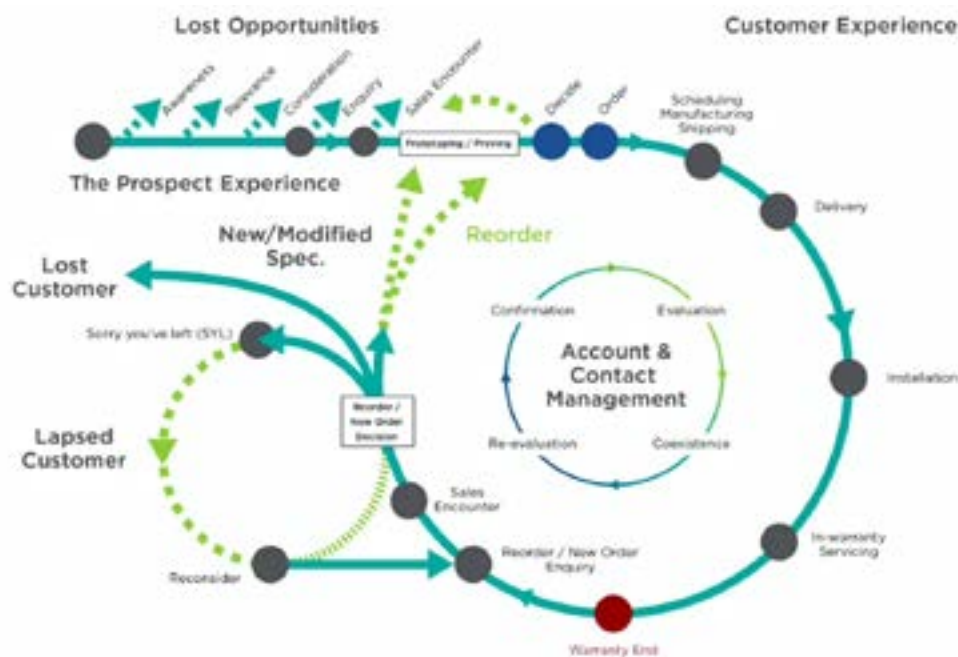 Lost Opportunities
Customer Experience
Awareness
Relevance
Consideration
Enquiry
Sales Encounter
Decide
Order
Scheduling
Manufacturing
Shipping
Prototyping / Proving
The Prospect Experience
Delivery
New/Modified
Spec.
Reorder
Lost
Customer
Confirmation
Evaluation
Sorry you've left (SYL)
Account &
Contact
Management
Installation
Reorder /
New Order
Decision
Re-evaluation
Coexistence
Lapsed
Customer
Sales
Encounter
In-warranty
Servicing
Reorder / New Order
Enquiry
Reconsider
Warranty End